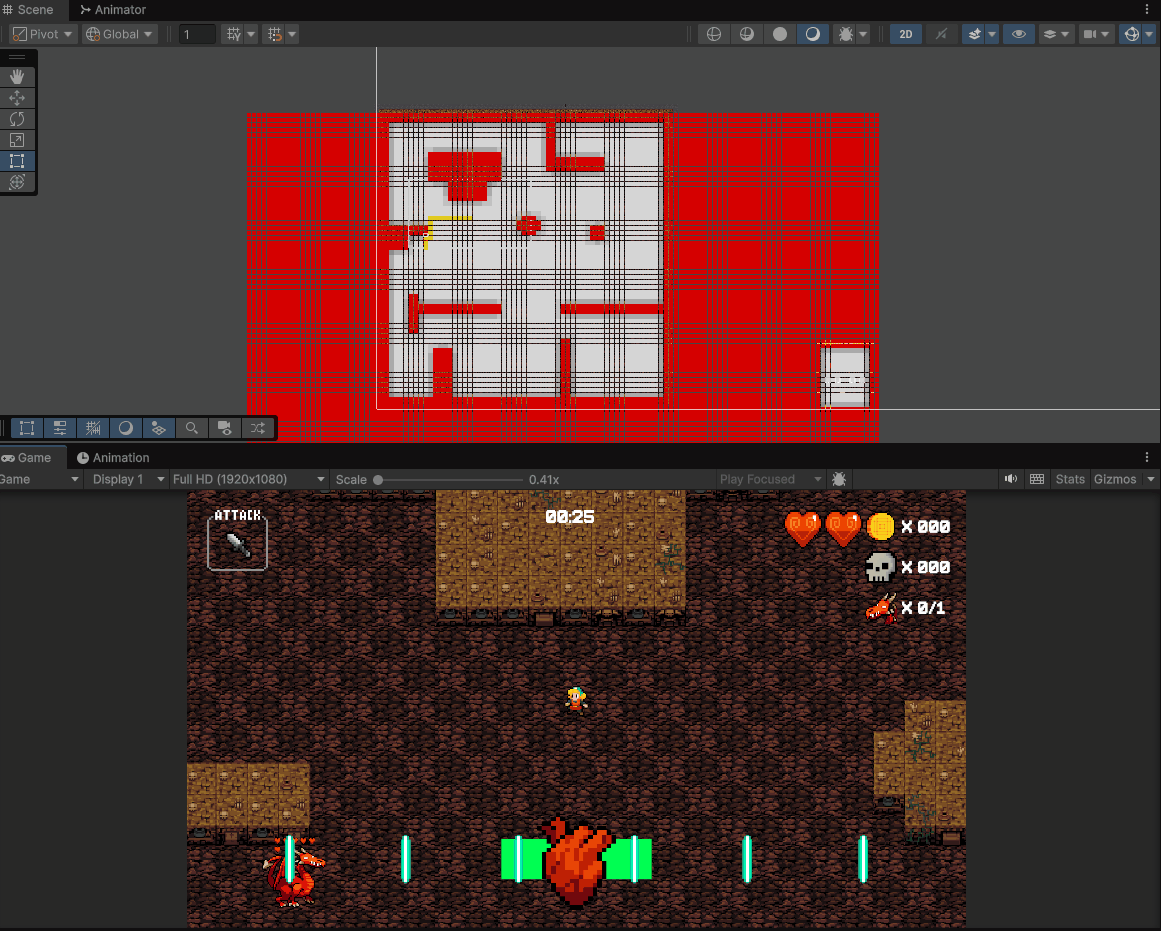 Scene Animator
Pivot Global 1 2D
Game Animation
Game Display 1 Full HD (1920x1080) Scale 0.41x Play Focused Stats Gizmos
ATTACK
00:25
X 000
X 000
X 0/1